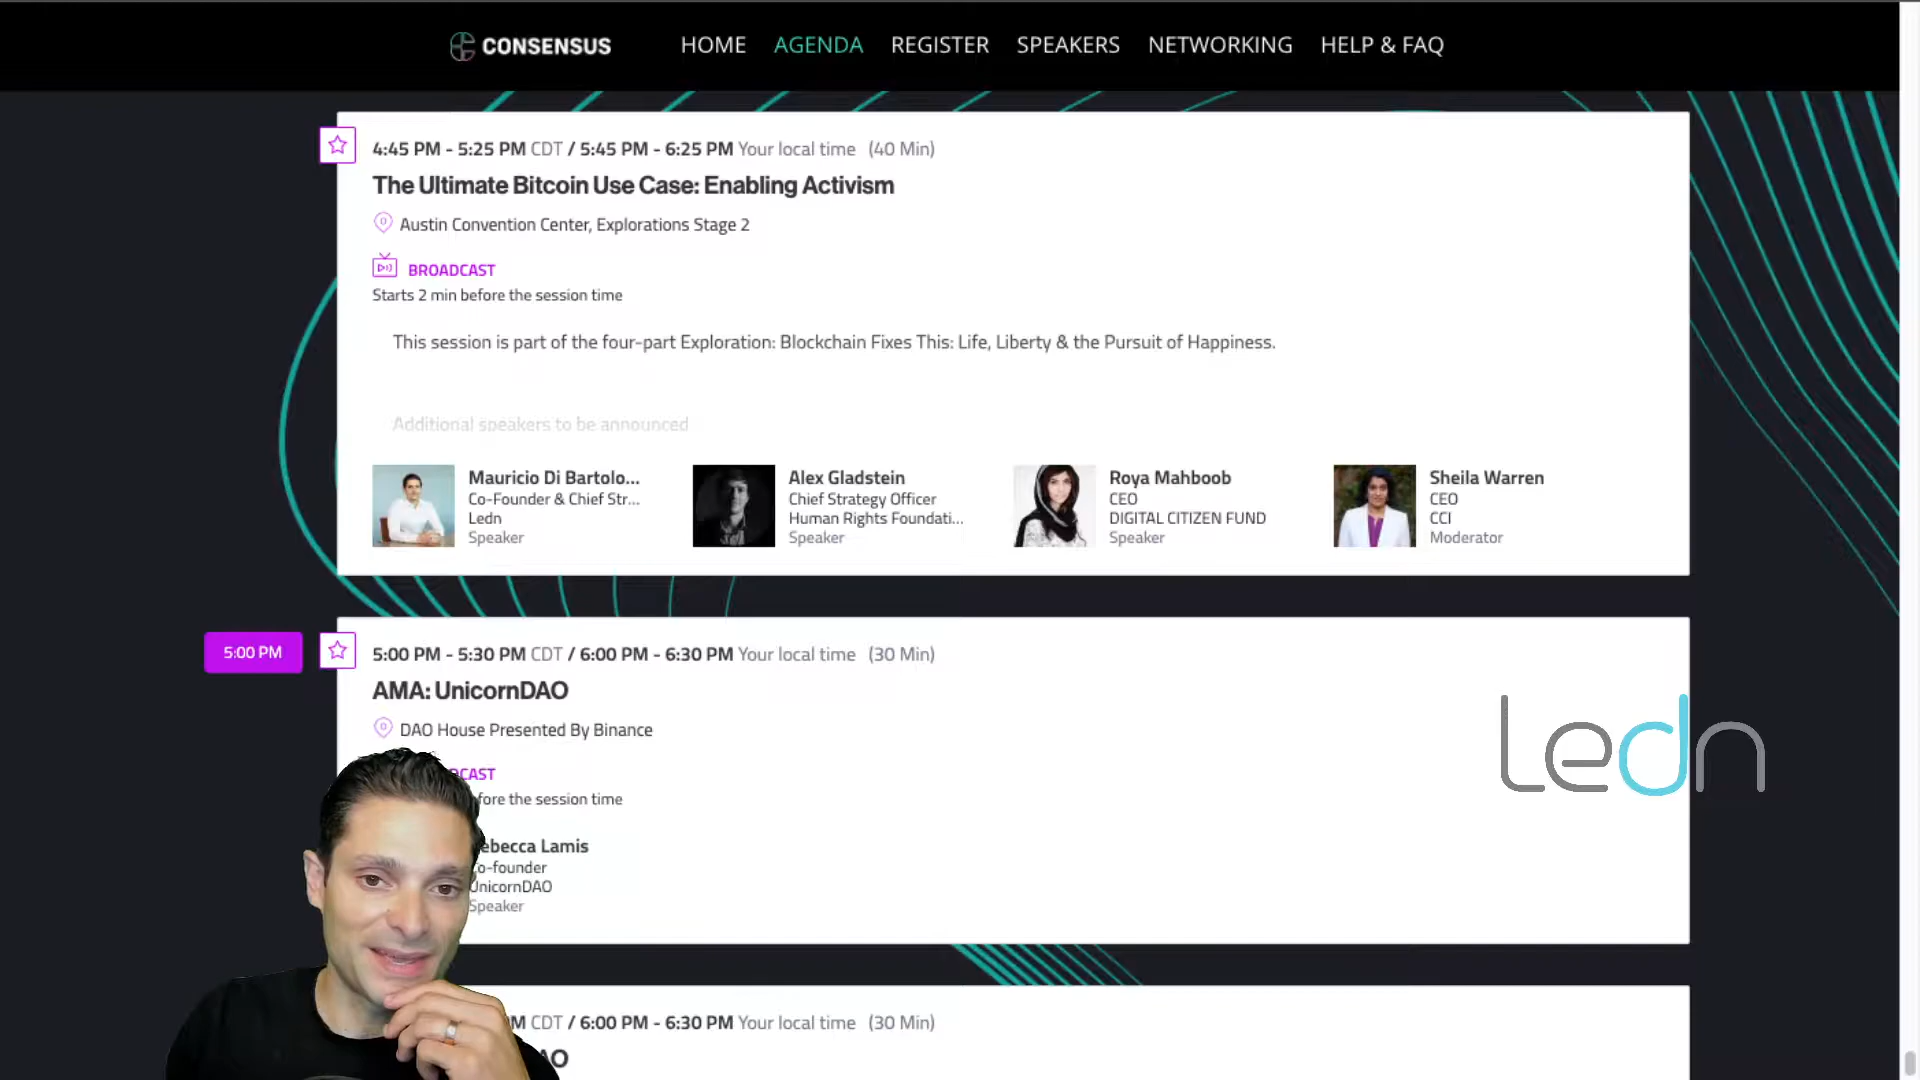 CONSENSUS HOME AGENDA REGISTER SPEAKERS NETWORKING HELP & FAQ
4:45 PM - 5:25 PM CDT / 5:45 PM - 6:25 PM Your local time (40 Min)
The Ultimate Bitcoin Use Case: Enabling Activism
Austin Convention Center, Explorations Stage 2
BROADCAST
Starts 2 min before the session time
This session is part of the four-part Exploration: Blockchain Fixes This: Life, Liberty & the Pursuit of Happiness.
Additional speakers to be announced
Mauricio Di Bartolo...
Co-Founder & Chief Str...
Ledn
Speaker
Alex Gladstein
Chief Strategy Officer
Human Rights Foundati...
Speaker
Roya Mahboob
CEO
DIGITAL CITIZEN FUND
Speaker
Sheila Warren
CEO
CCI
Moderator
5:00 PM
5:00 PM - 5:30 PM CDT / 6:00 PM - 6:30 PM Your local time (30 Min)
AMA: UnicornDAO
DAO House Presented By Binance
the session time
Lamis
UnicornDAO
Speaker
ledn
CDT / 6:00 PM - 6:30 PM Your local time (30 Min)